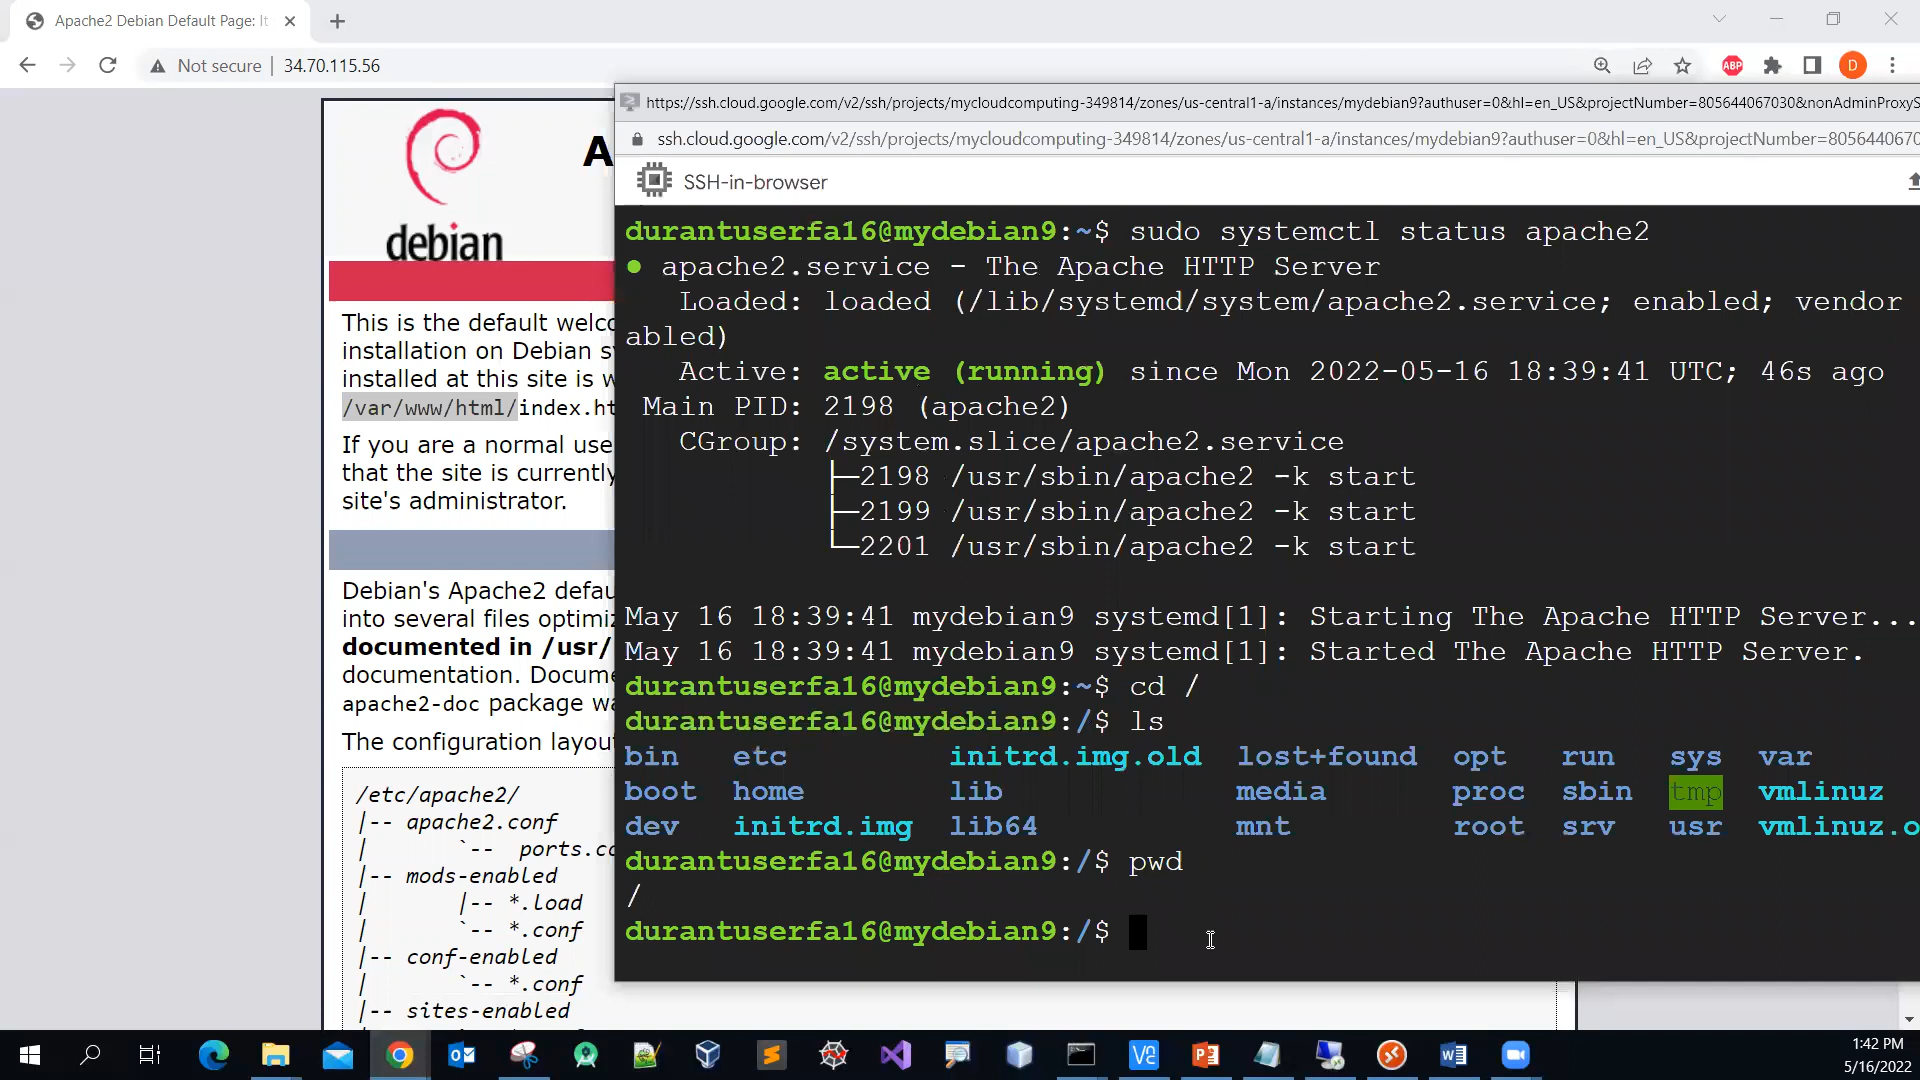 Apache2 Debian Default Page: It
Not secure | 34.70.115.56
ABP
D
https://ssh.cloud.google.com/v2/ssh/projects/mycloudcomputing-349814/zones/us-central1-a/instances/mydebian9?authuser=0&hl=en_US&projectNumber=805644067030&nonAdminProxyS
ssh.cloud.google.com/v2/ssh/projects/mycloudcomputing-349814/zones/us-central1-a/instances/mydebian9?authuser=0&hl=en_US&projectNumber=8056440670
SSH-in-browser
debian
A
This is the default welco
installation on Debian s
installed at this site is w
/var/www/html/index.ht
If you are a normal use
that the site is currently
site's administrator.
Debian's Apache2 defau
into several files optimiz
documented in /usr/
documentation. Docume
apache2-doc package wa
The configuration layou
/etc/apache2/
|-- apache2.conf
|       `--  ports.co
|-- mods-enabled
|       |-- *.load
|       `-- *.conf
|-- conf-enabled
|       `-- *.conf
|-- sites-enabled
durantuserfa16@mydebian9:~$ sudo systemctl status apache2
● apache2.service - The Apache HTTP Server
Loaded: loaded (/lib/systemd/system/apache2.service; enabled; vendor
abled)
Active: active (running) since Mon 2022-05-16 18:39:41 UTC; 46s ago
Main PID: 2198 (apache2)
CGroup: /system.slice/apache2.service
├─2198 /usr/sbin/apache2 -k start
├─2199 /usr/sbin/apache2 -k start
└─2201 /usr/sbin/apache2 -k start
May 16 18:39:41 mydebian9 systemd[1]: Starting The Apache HTTP Server...
May 16 18:39:41 mydebian9 systemd[1]: Started The Apache HTTP Server.
durantuserfa16@mydebian9:~$ cd /
durantuserfa16@mydebian9:/$ ls
bin etc initrd.img.old lost+found opt run sys var
boot home lib media proc sbin tmp vmlinuz
dev initrd.img lib64 mnt root srv usr vmlinuz.o
durantuserfa16@mydebian9:/$ pwd
/
durantuserfa16@mydebian9:/$
1:42 PM
5/16/2022